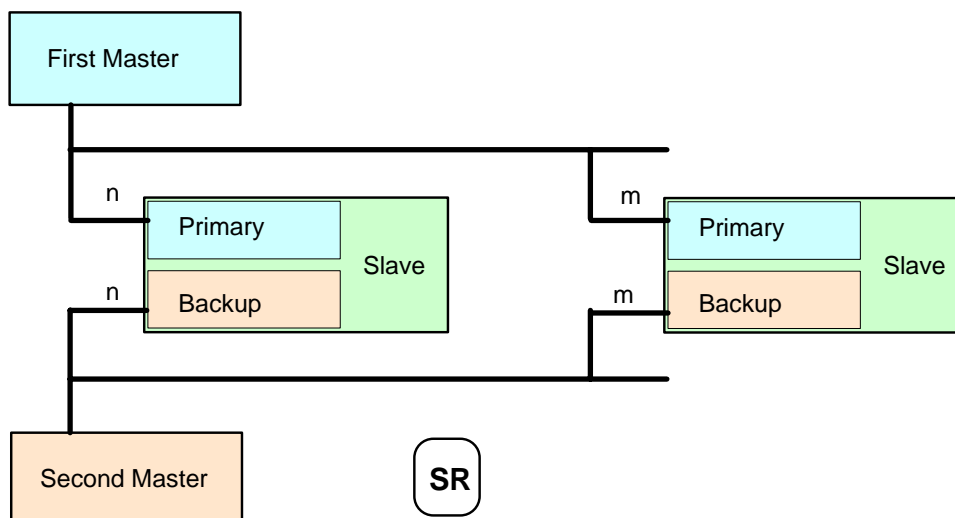 First Master
n
m
Primary
Primary
Slave
Slave
n
m
Backup
Backup
Second Master
SR